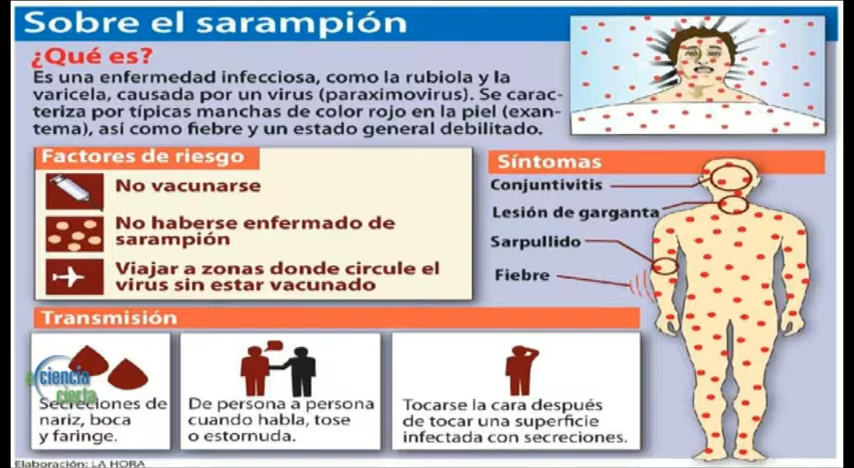 Sobre el sarampión
¿Qué es?
Es una enfermedad infecciosa, como la rubiola y la
varicela, causada por un virus (paraximovirus). Se carac-
teriza por típicas manchas de color rojo en la piel (exan-
tema), así como fiebre y un estado general debilitado.
Factores de riesgo
No vacunarse
No haberse enfermado de
sarampión
Viajar a zonas donde circule el
virus sin estar vacunado
Síntomas
Conjuntivitis
Lesión de garganta
Sarpullido
Fiebre
Transmisión
Secreciones de
nariz, boca
y faringe.
De persona a persona
cuando habla, tose
o estornuda.
Tocarse la cara después
de tocar una superficie
infectada con secreciones.
a ciencia
cierta
Elaboración: LA HORA